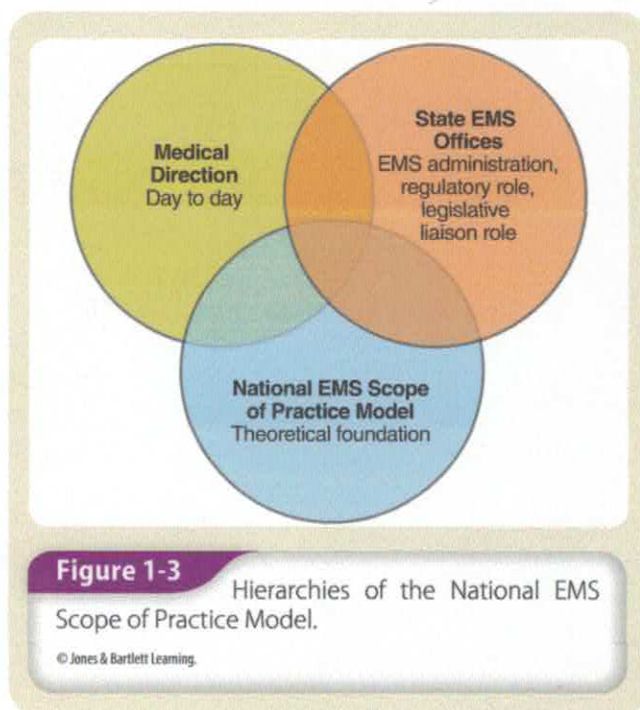 Medical
Direction
Day to day
State EMS
Offices
EMS administration,
regulatory role,
legislative
liaison role
National EMS Scope
of Practice Model
Theoretical foundation
Figure 1-3
Hierarchies of the National EMS
Scope of Practice Model.
© Jones & Bartlett Learning.